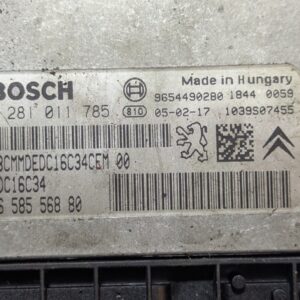 BOSCH
Made in Hungary
9654490280 1844 0059
281 011 785 810 05-02-17 1039S07455
BCMMDEDC16C34CEM 00
DC16C34
6 585 568 80